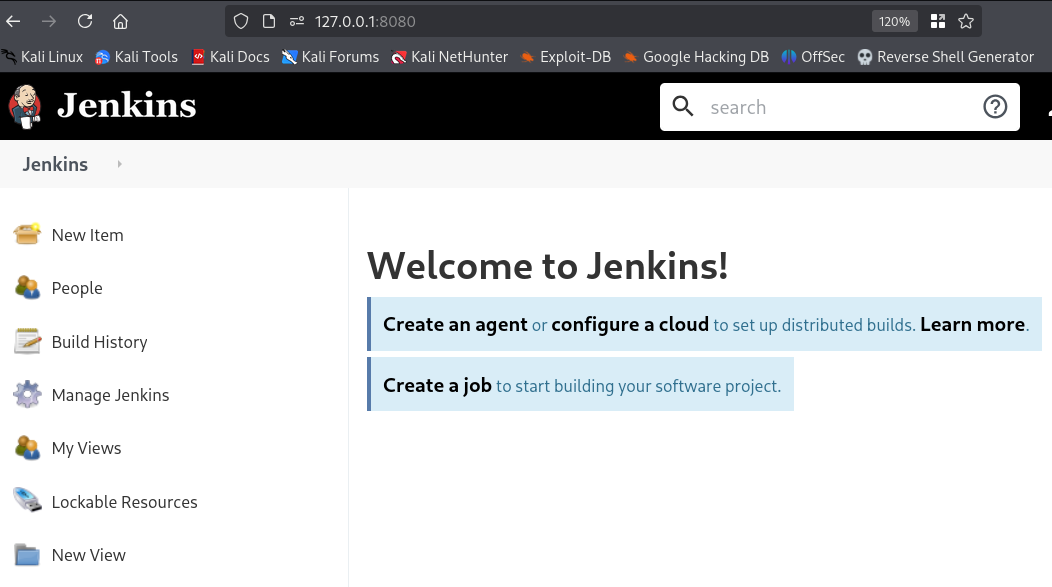 127.0.0.1:8080
120%
Kali Linux Kali Tools Kali Docs Kali Forums Kali NetHunter Exploit-DB Google Hacking DB OffSec Reverse Shell Generator
Jenkins
search
Jenkins
New Item
People
Build History
Manage Jenkins
My Views
Lockable Resources
New View
Welcome to Jenkins!
Create an agent or configure a cloud to set up distributed builds. Learn more.
Create a job to start building your software project.